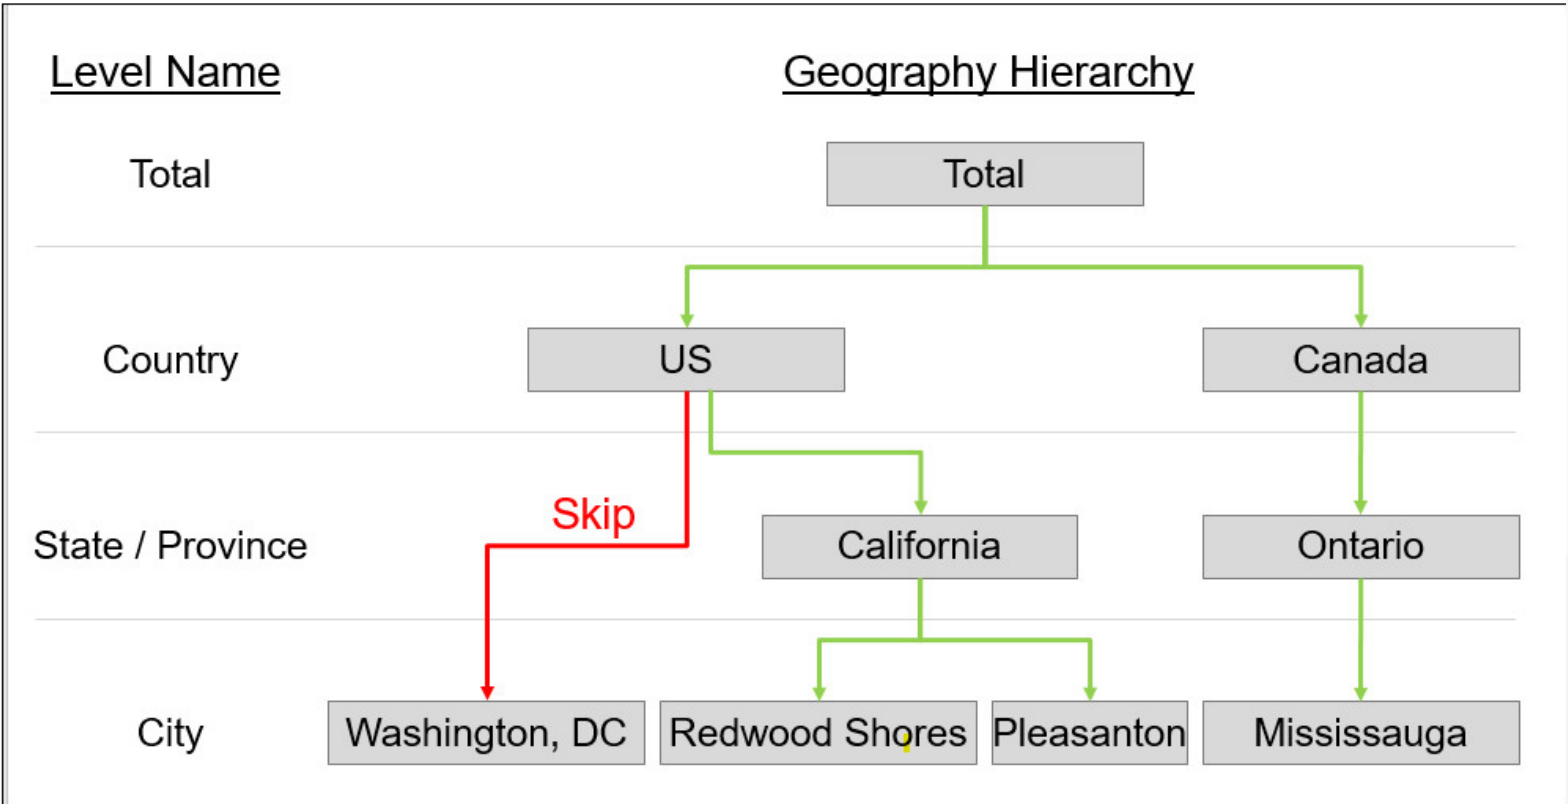 Level Name
Geography Hierarchy
Total
Total
Country
US
Canada
Skip
State / Province
California
Ontario
City
Washington, DC
Redwood Shores
Pleasanton
Mississauga